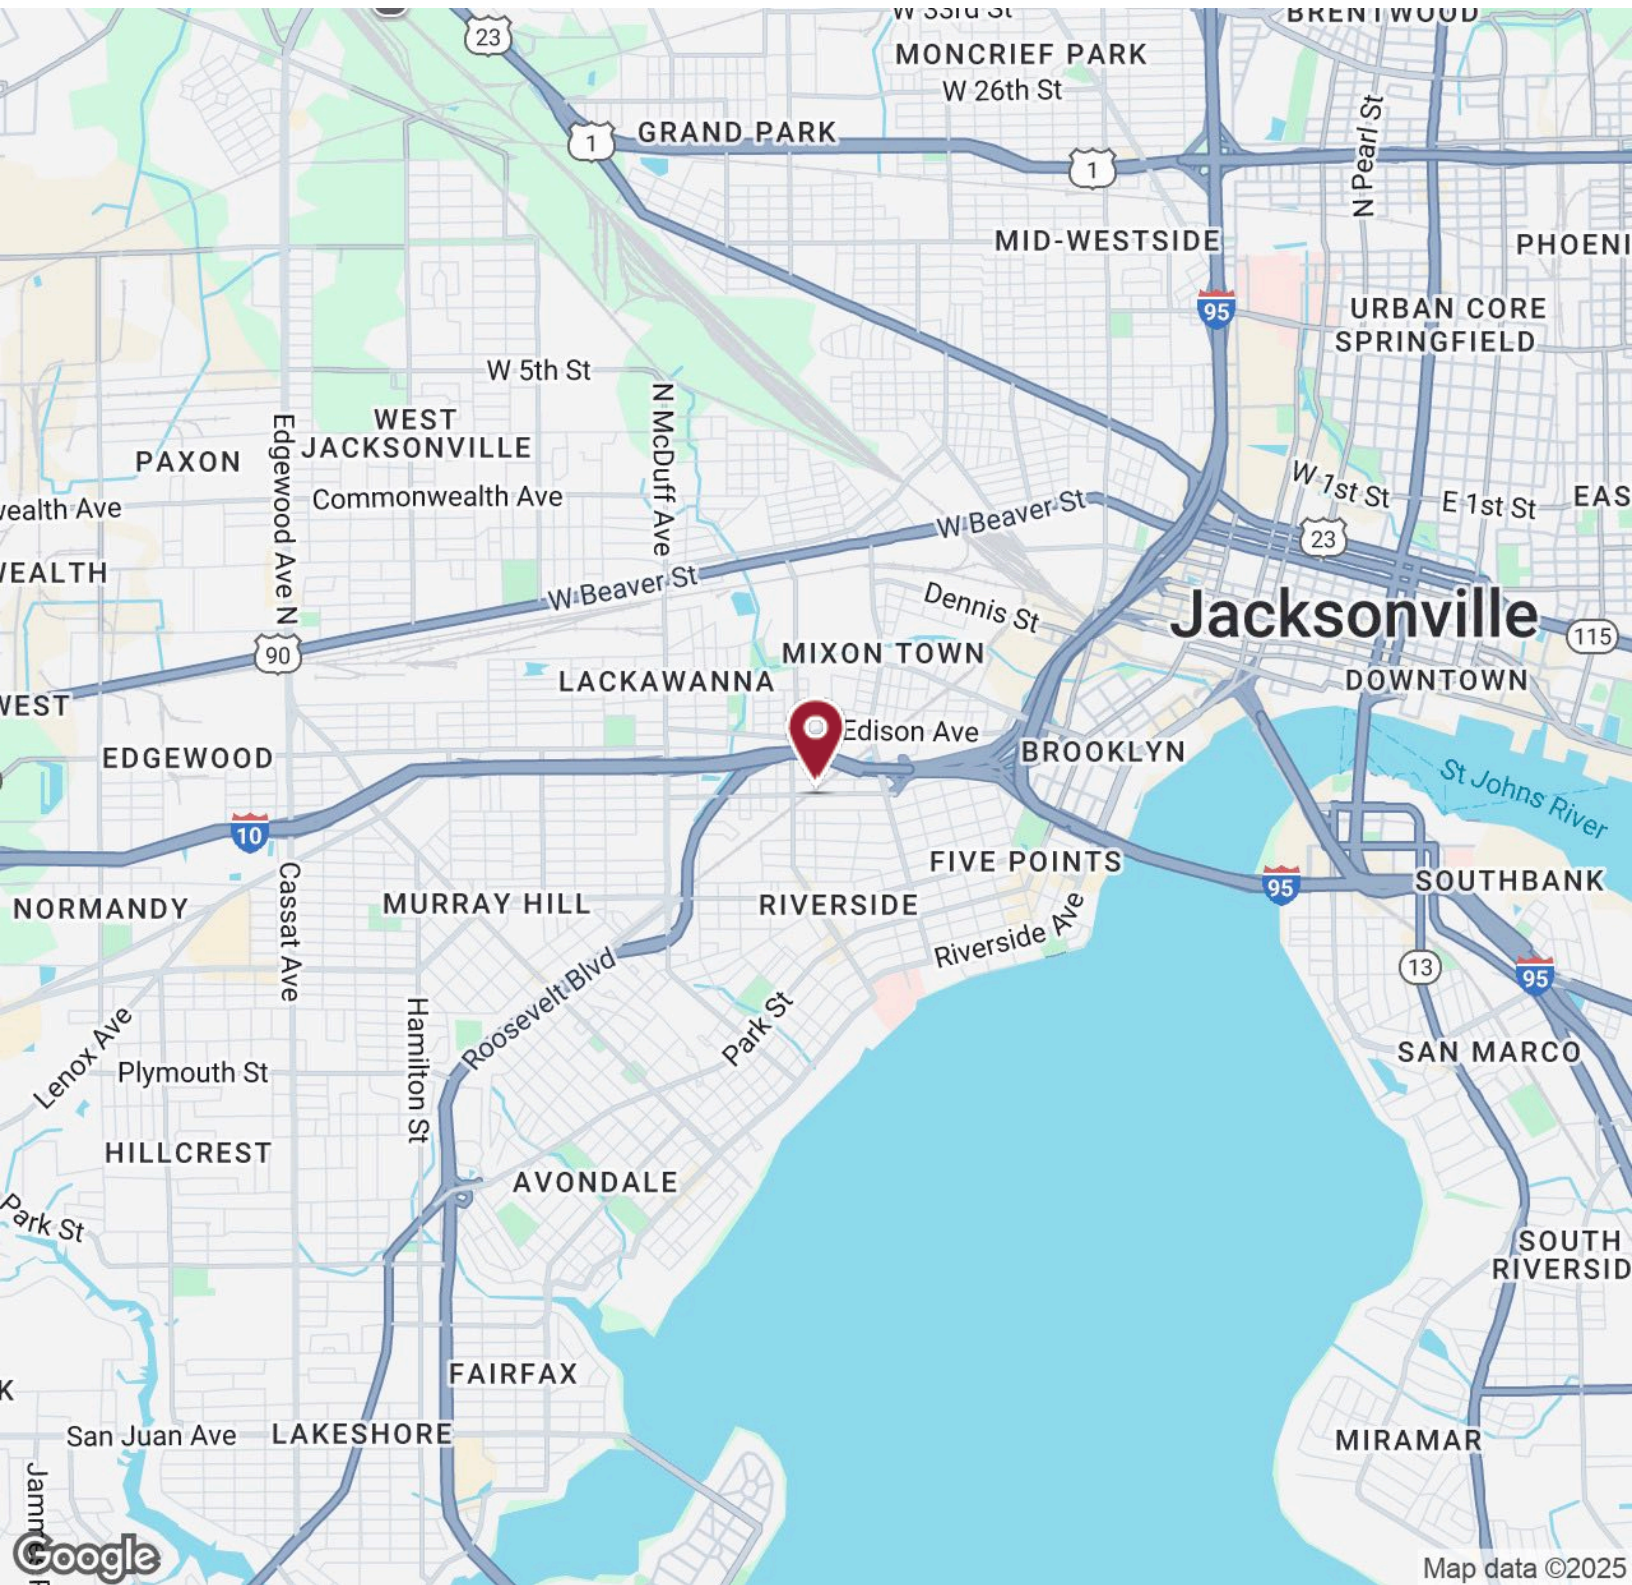 W 33rd St
BRENTWOOD
23
MONCRIEF PARK
W 26th St
1
GRAND PARK
1
N Pearl St
MID-WESTSIDE
PHOENI
95
URBAN CORE
SPRINGFIELD
W 5th St
N McDuff Ave
WEST
JACKSONVILLE
PAXON
Edgewood Ave N
Commonwealth Ave
wealth Ave
W Beaver St
W 1st St
E 1st St
EAS
23
WEALTH
W Beaver St
Dennis St
Jacksonville
115
90
MIXON TOWN
LACKAWANNA
DOWNTOWN
WEST
Edison Ave
EDGEWOOD
BROOKLYN
St Johns River
10
FIVE POINTS
95
SOUTHBANK
Cassat Ave
NORMANDY
MURRAY HILL
RIVERSIDE
Riverside Ave
13
95
Roosevelt Blvd
Hamilton St
Park St
Lenox Ave
Plymouth St
SAN MARCO
HILLCREST
AVONDALE
Park St
SOUTH
RIVERSID
FAIRFAX
K
San Juan Ave
LAKESHORE
MIRAMAR
Google
Map data ©2025